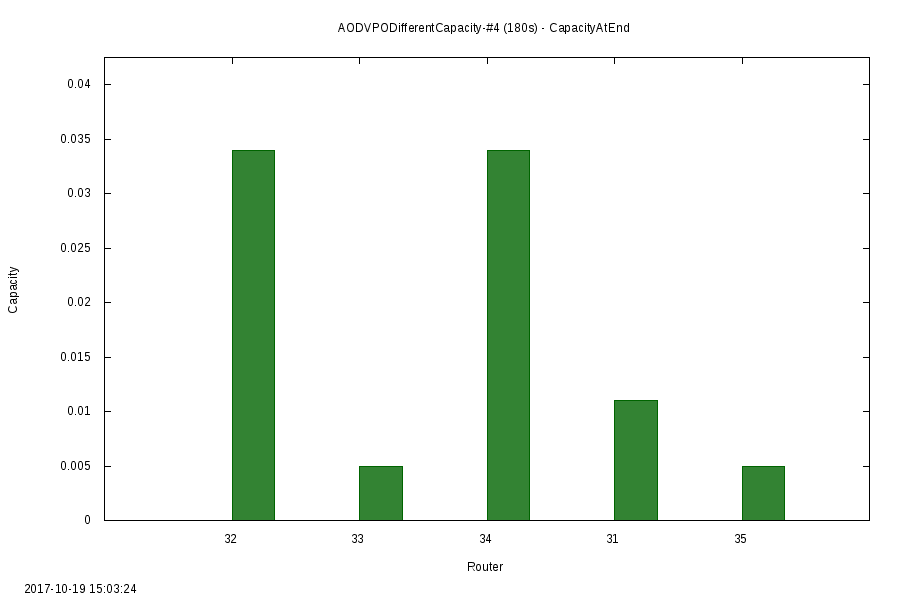 AODVPODifferentCapacity-#4 (180s) - CapacityAtEnd
0.04
0.035
0.03
0.025
0.02
0.015
0.01
0.005
0
Capacity
32 33 34 31 35
Router
2017-10-19 15:03:24